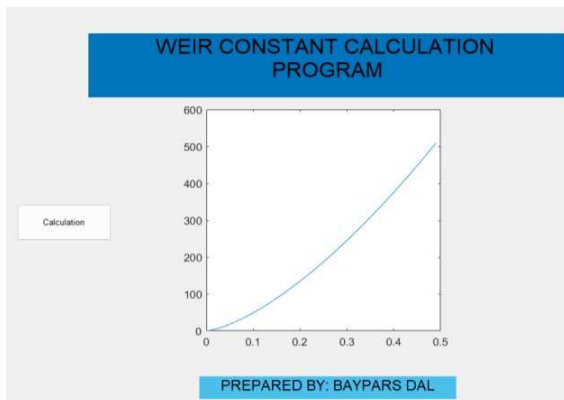 WEIR CONSTANT CALCULATION
PROGRAM
600
500
400
300
200
100
0
0 0.1 0.2 0.3 0.4 0.5
Calculation
PREPARED BY: BAYPARS DAL